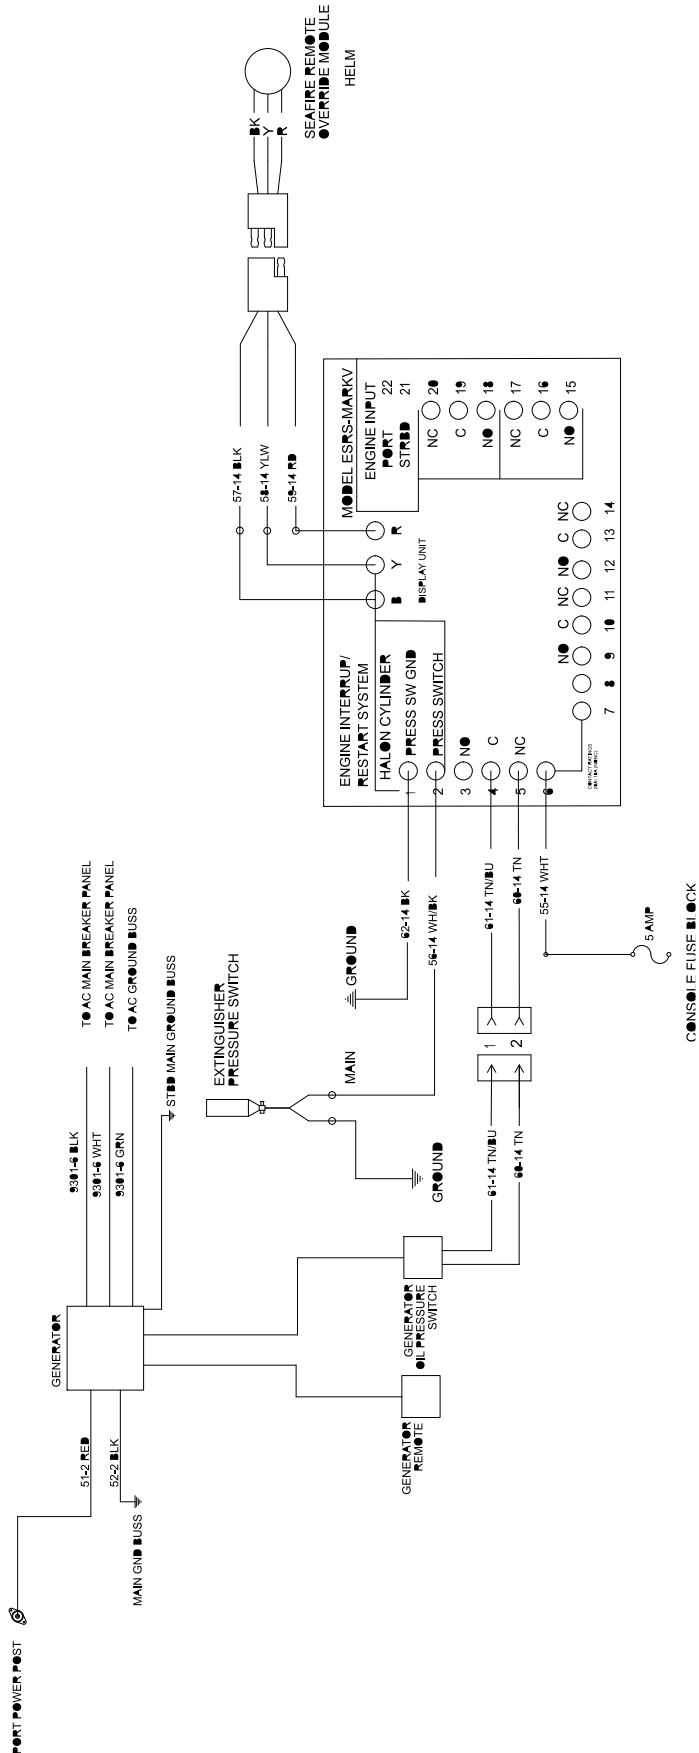 SEAFIRE REMOTE
OVERRIDE MODULE
HELM
BK
Y
R
57-14 BLK
58-14 YLW
59-14 RD
MODEL ESRS-MARKV
ENGINE INPUT
PORT 22
STRBD 21
NC 20
C 19
NO 18
NC 17
C 16
NO 15
B
Y
R
DISPLAY UNIT
ENGINE INTERRUP/
RESTART SYSTEM
HALON CYLINDER
1 PRESS SW GND
2 PRESS SWITCH
3 NO
4 C
5 NC
6
7
8
9 NO
10 C
11 NC
12 NO
13 C
14 NC
CONTACT RATINGS
62-14 BK
56-14 WH/BK
61-14 TN/BU
60-14 TN
55-14 WHT
5 AMP
CONSOLE FUSE BLOCK
GROUND
EXTINGUISHER
PRESSURE SWITCH
MAIN
GROUND
1
2
61-14 TN/BU
60-14 TN
TO AC MAIN BREAKER PANEL
TO AC MAIN BREAKER PANEL
TO AC GROUND BUSS
STBD MAIN GROUND BUSS
9301-6 BLK
9301-6 WHT
9301-6 GRN
GENERATOR
GENERATOR
OIL PRESSURE
SWITCH
GENERATOR
REMOTE
51-2 RED
52-2 BLK
MAIN GND BUSS
PORT POWER POST